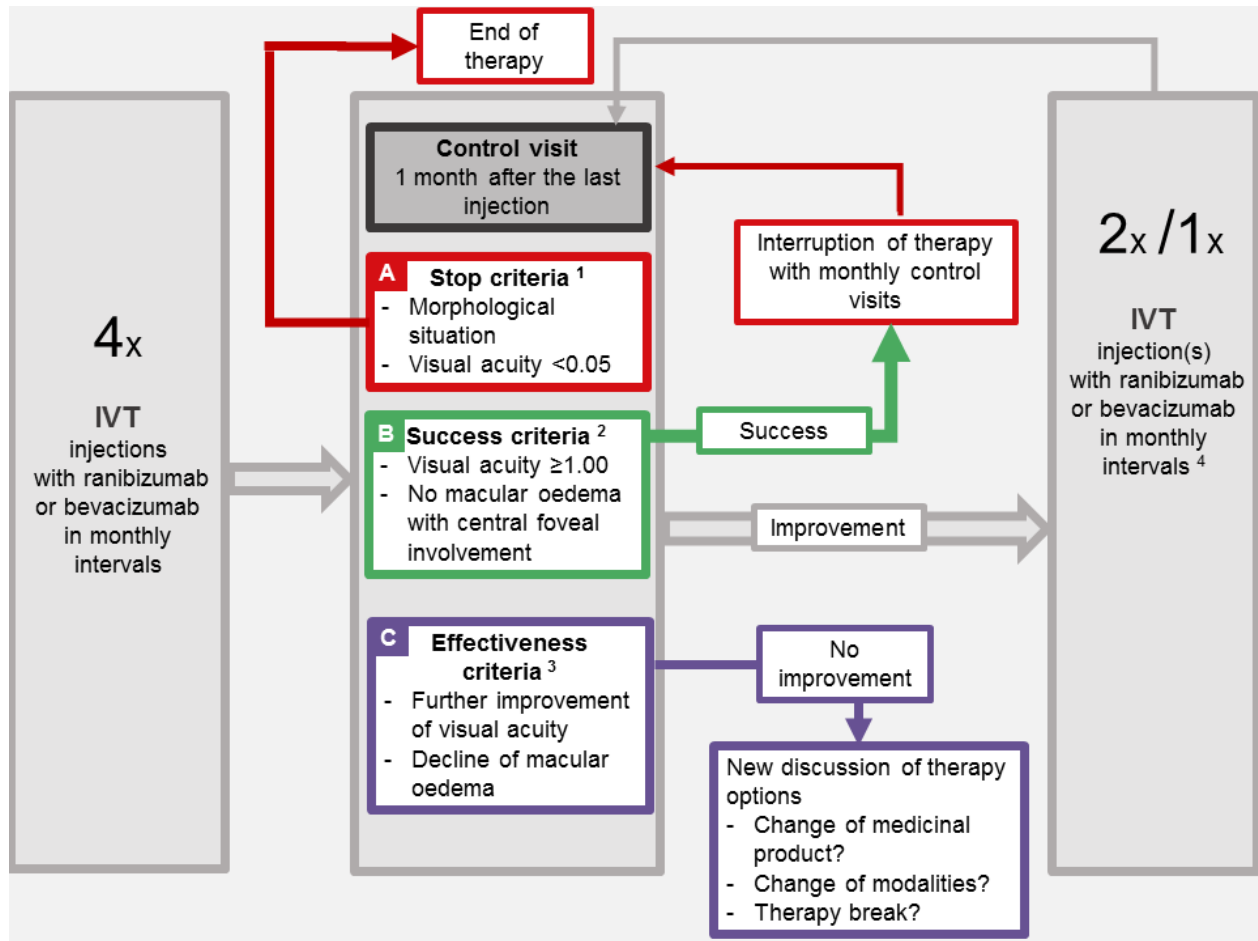 End of
therapy
4x
IVT
injections
with ranibizumab
or bevacizumab
in monthly
intervals
Control visit
1 month after the last
injection
A Stop criteria 1
- Morphological
situation
- Visual acuity <0.05
B Success criteria 2
- Visual acuity ≥1.00
- No macular oedema
with central foveal
involvement
C Effectiveness
criteria 3
- Further improvement
of visual acuity
- Decline of macular
oedema
Interruption of therapy
with monthly control
visits
Success
Improvement
No
improvement
New discussion of therapy
options
- Change of medicinal
product?
- Change of modalities?
- Therapy break?
2x /1x
IVT
injection(s)
with ranibizumab
or bevacizumab
in monthly
intervals 4